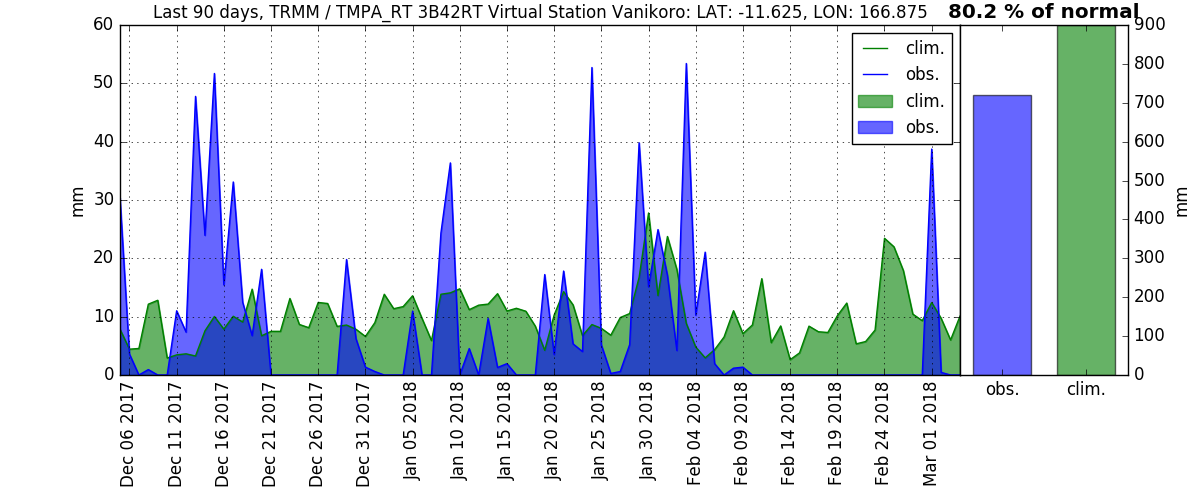 Last 90 days, TRMM / TMPA_RT 3B42RT Virtual Station Vanikoro: LAT: -11.625, LON: 166.875
80.2 % of normal
60
50
40
30
20
10
0
mm
clim.
obs.
clim.
obs.
900
800
700
600
500
400
300
200
100
0
mm
Dec 06 2017
Dec 11 2017
Dec 16 2017
Dec 21 2017
Dec 26 2017
Dec 31 2017
Jan 05 2018
Jan 10 2018
Jan 15 2018
Jan 20 2018
Jan 25 2018
Jan 30 2018
Feb 04 2018
Feb 09 2018
Feb 14 2018
Feb 19 2018
Feb 24 2018
Mar 01 2018
obs.
clim.